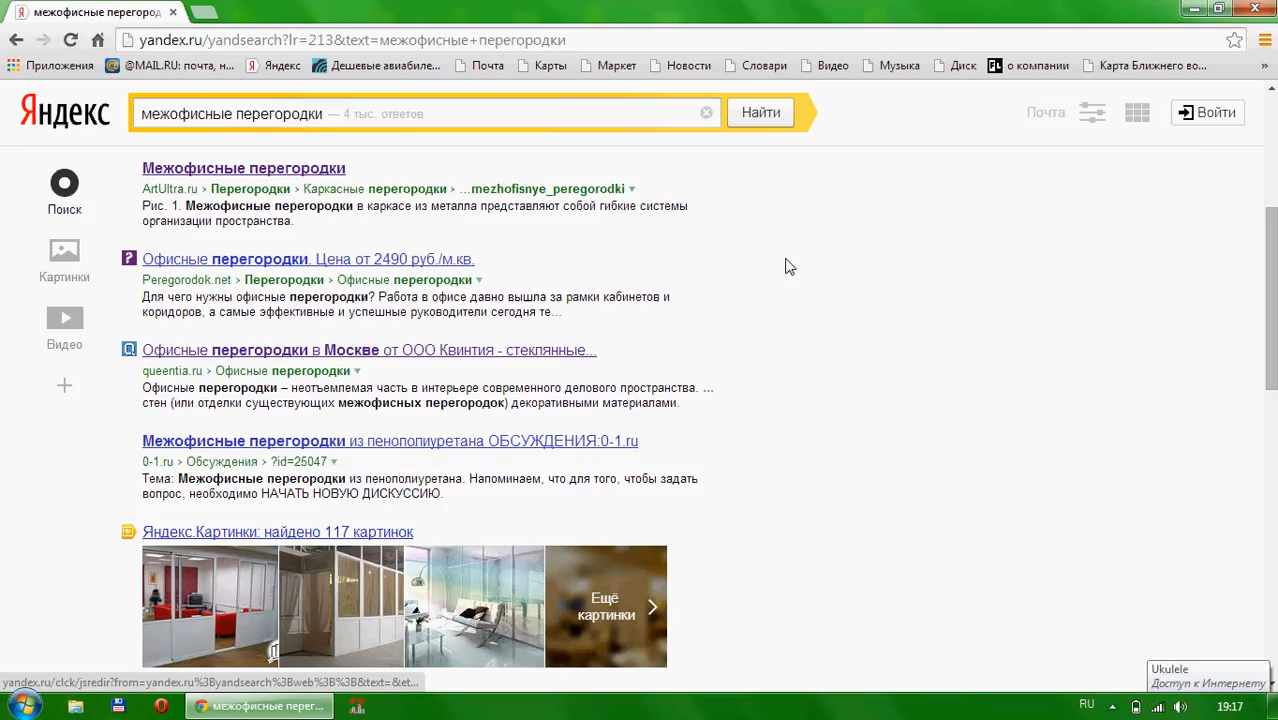 межофисные перегород
yandex.ru/yandsearch?lr=213&text=межофисные+перегородки
Приложения @MAIL.RU: почта, н... Яндекс Дешевые авиабиле... Почта Карты Маркет Новости Словари Видео Музыка Диск о компании Карта Ближнего во... »
Яндекс межофисные перегородки — 4 тыс. ответов Найти Почта Войти
Поиск
Картинки
Видео
Межофисные перегородки
ArtUltra.ru › Перегородки › Каркасные перегородки › ...mezhofisnye_peregorodki
Рис. 1. Межофисные перегородки в каркасе из металла представляют собой гибкие системы
организации пространства.
Офисные перегородки. Цена от 2490 руб./м.кв.
Peregorodok.net › Перегородки › Офисные перегородки
Для чего нужны офисные перегородки? Работа в офисе давно вышла за рамки кабинетов и
коридоров, а самые эффективные и успешные руководители сегодня те...
Офисные перегородки в Москве от ООО Квинтия - стеклянные...
queentia.ru › Офисные перегородки
Офисные перегородки – неотъемлемая часть в интерьере современного делового пространства. ...
стен (или отделки существующих межофисных перегородок) декоративными материалами.
Межофисные перегородки из пенополиуретана ОБСУЖДЕНИЯ:0-1.ru
0-1.ru › Обсуждения › ?id=25047
Тема: Межофисные перегородки из пенополиуретана. Напоминаем, что для того, чтобы задать
вопрос, необходимо НАЧАТЬ НОВУЮ ДИСКУССИЮ.
Яндекс.Картинки: найдено 117 картинок
Ещё
картинки
yandex.ru/clck/jsredir?from=yandex.ru%3Byandsearch%3Bweb%3B%3B&text=&et...
Ukulele
Доступ к Интернету
межофисные перег...
RU
19:17